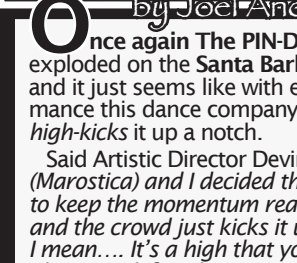 by Joel And
Once again The PIN-D
exploded on the Santa Bar
and it just seems like with e
mance this dance company
high-kicks it up a notch.
Said Artistic Director Devi
(Marostica) and I decided th
to keep the momentum rea
and the crowd just kicks it u
I mean.... It's a high that yo